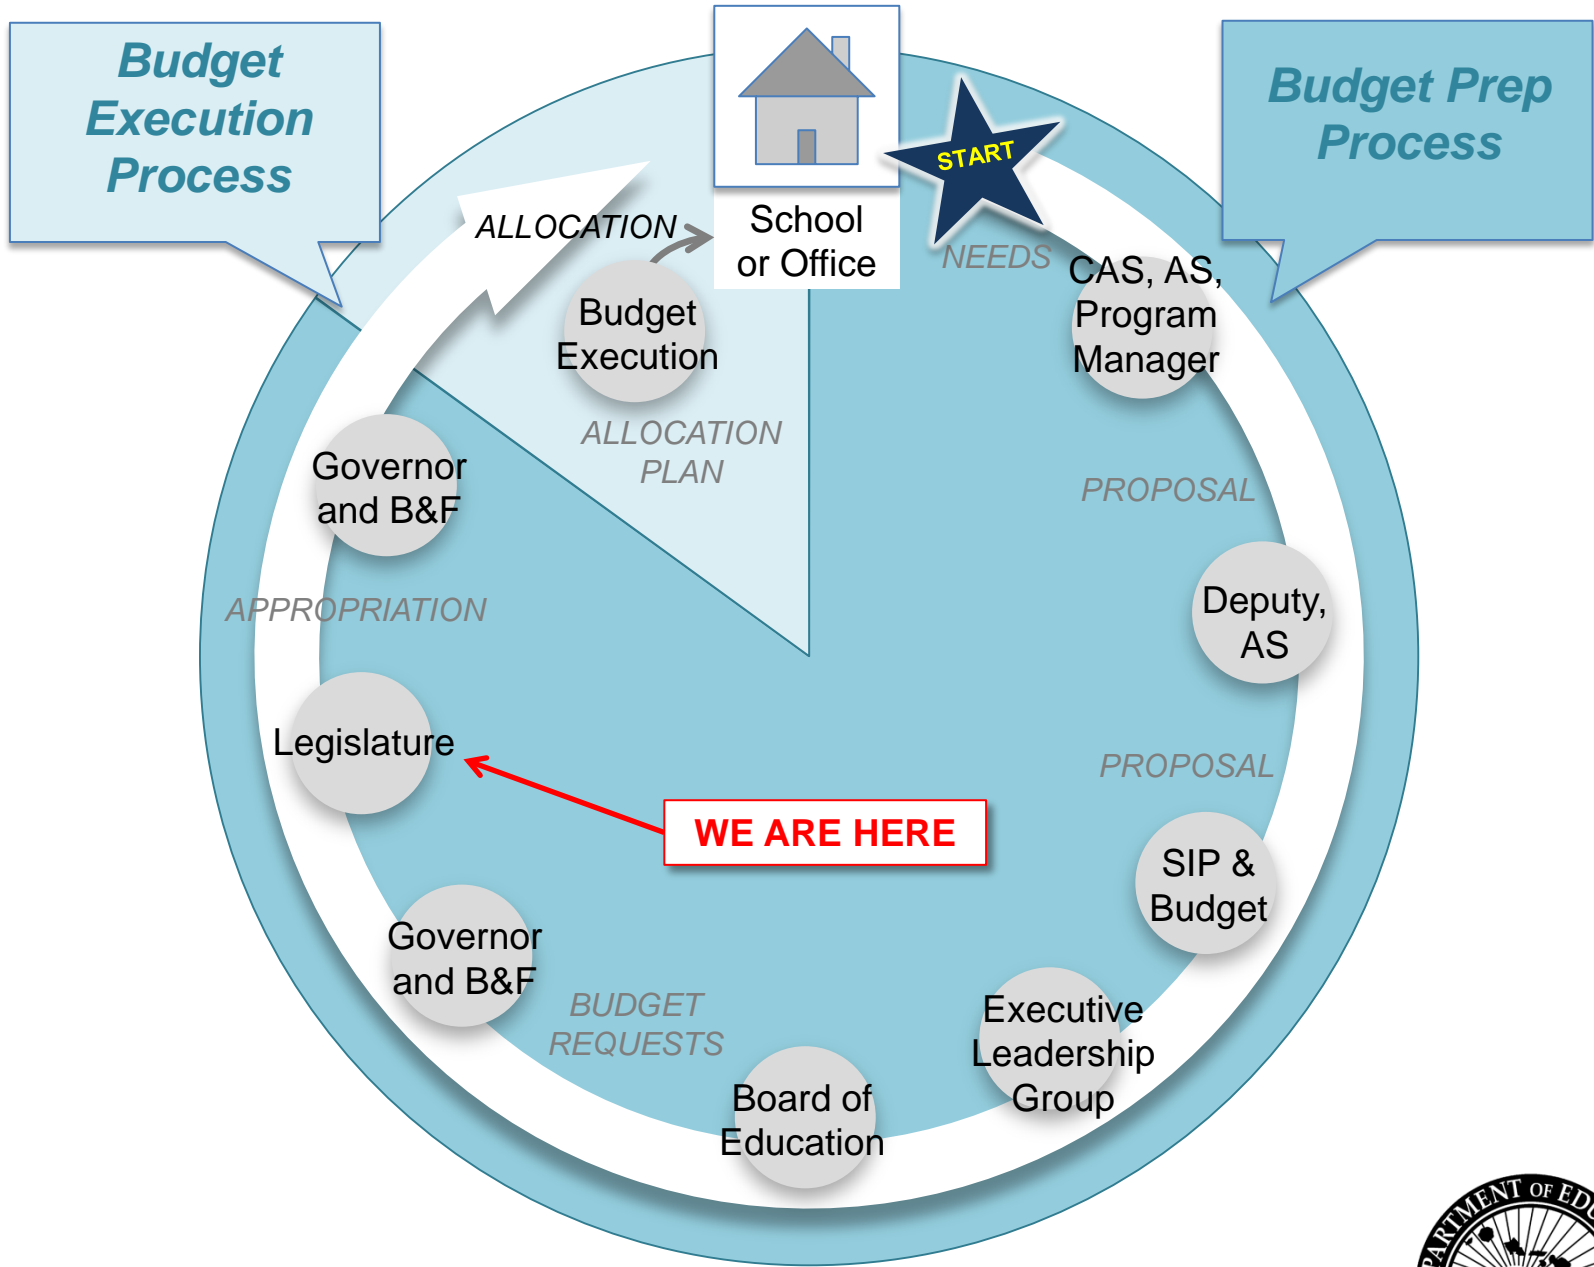 Budget
Execution
Process
Budget Prep
Process
START
School
or Office
ALLOCATION
NEEDS
CAS, AS,
Program
Manager
Budget
Execution
ALLOCATION
PLAN
PROPOSAL
Governor
and B&F
Deputy,
AS
APPROPRIATION
Legislature
PROPOSAL
WE ARE HERE
SIP &
Budget
Governor
and B&F
BUDGET
REQUESTS
Executive
Leadership
Group
Board of
Education